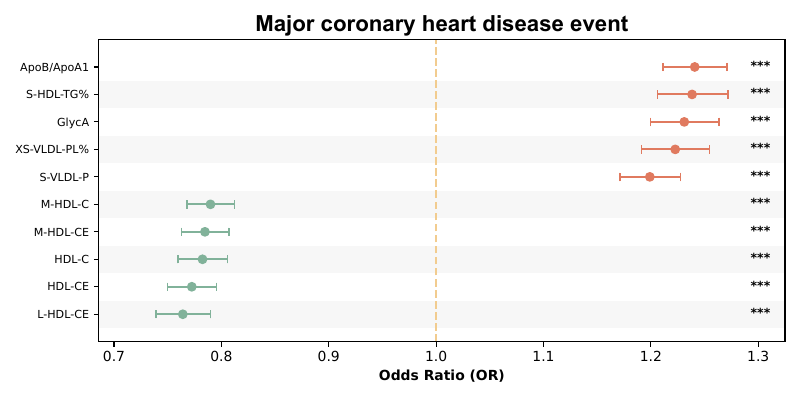 Major coronary heart disease event
ApoB/ApoA1 ***
S-HDL-TG% ***
GlycA ***
XS-VLDL-PL% ***
S-VLDL-P ***
M-HDL-C ***
M-HDL-CE ***
HDL-C ***
HDL-CE ***
L-HDL-CE ***
0.7 0.8 0.9 1.0 1.1 1.2 1.3
Odds Ratio (OR)